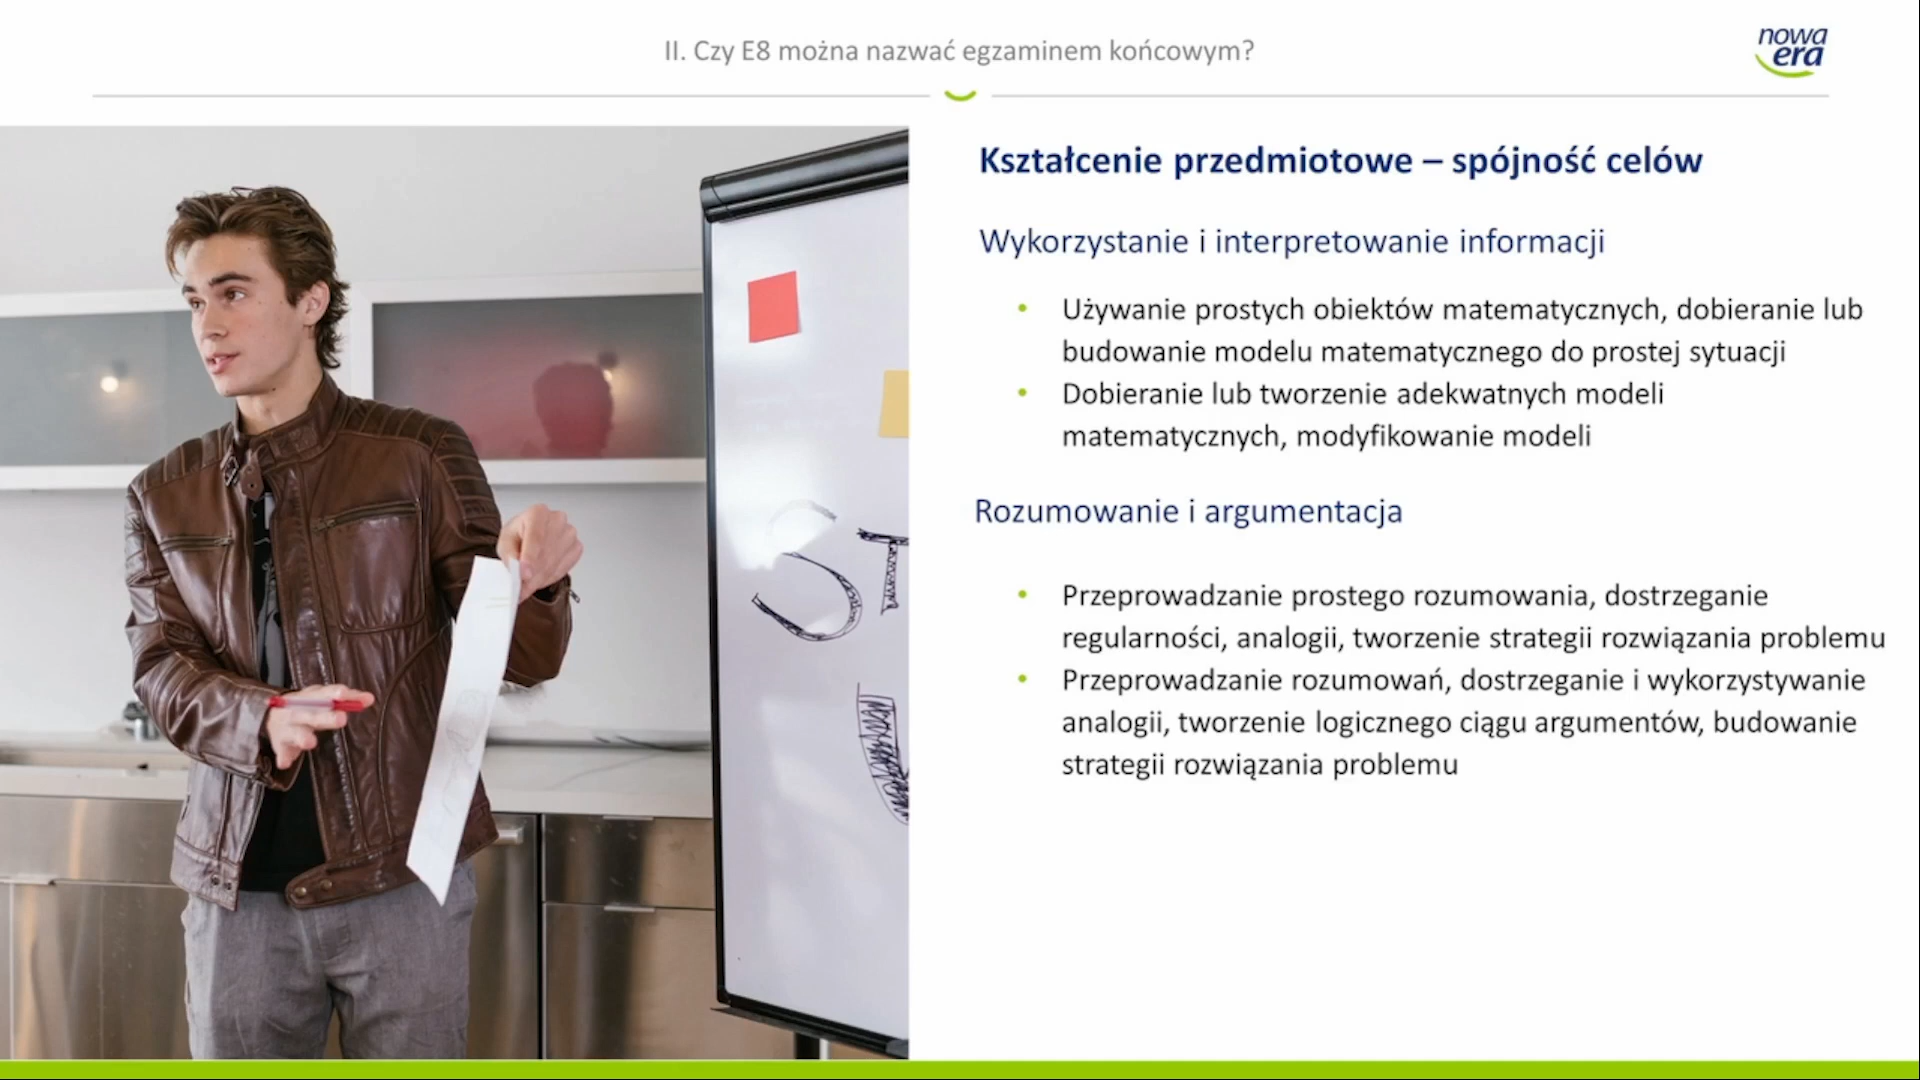 II. Czy E8 można nazwać egzaminem końcowym?
nowa
era
Kształcenie przedmiotowe – spójność celów
Wykorzystanie i interpretowanie informacji
• Używanie prostych obiektów matematycznych, dobieranie lub
budowanie modelu matematycznego do prostej sytuacji
• Dobieranie lub tworzenie adekwatnych modeli
matematycznych, modyfikowanie modeli
Rozumowanie i argumentacja
• Przeprowadzanie prostego rozumowania, dostrzeganie
regularności, analogii, tworzenie strategii rozwiązania problemu
• Przeprowadzanie rozumowań, dostrzeganie i wykorzystywanie
analogii, tworzenie logicznego ciągu argumentów, budowanie
strategii rozwiązania problemu